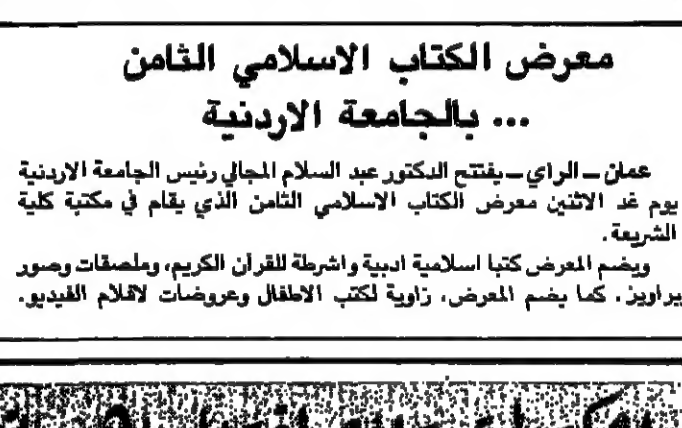 معرض الكتاب الاسلامي الثامن
... بالجامعة الاردنية
عمان ــ الراي ــ يفتتح الدكتور عبد السلام المجالي رئيس الجامعة الاردنية
يوم غد الاثنين معرض الكتاب الاسلامي الثامن الذي يقام في مكتبة كلية
الشريعة.
ويضم المعرض كتبا اسلامية ادبية واشرطة للقرآن الكريم، وملصقات وصور
براويز. كما يضم المعرض، زاوية لكتب الاطفال وعروضات لافلام الفيديو.